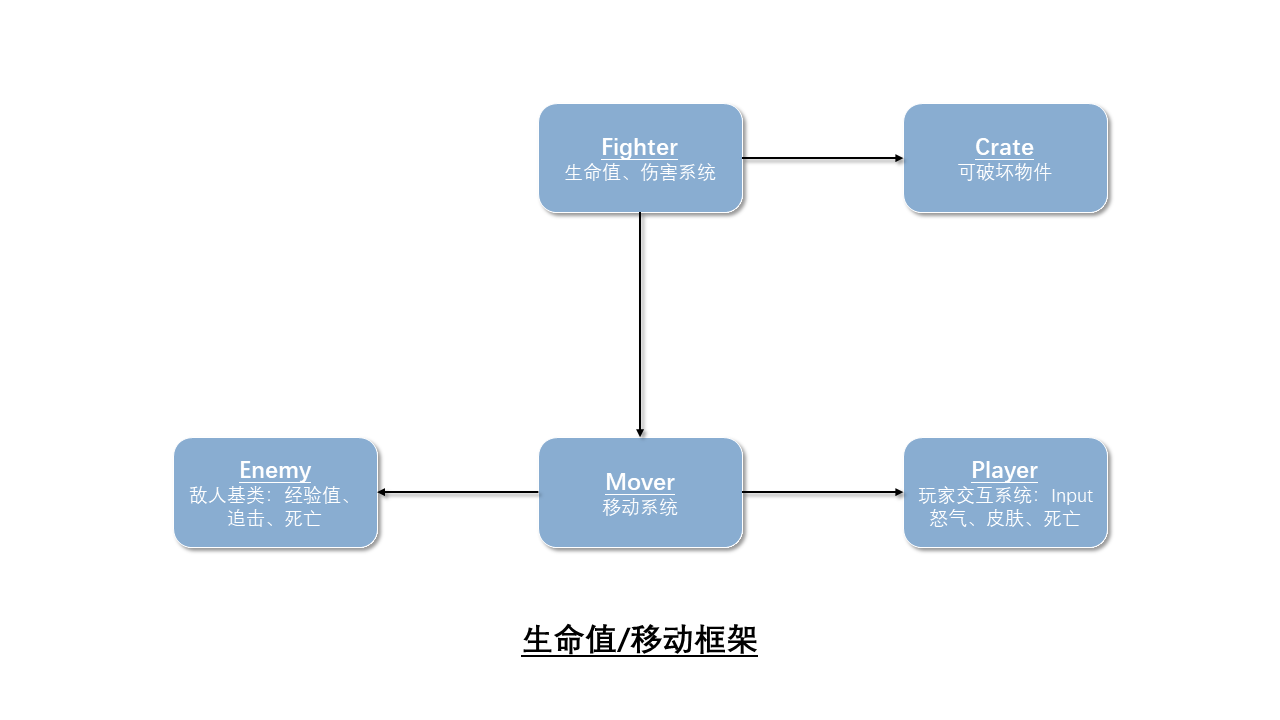 Fighter
生命值、伤害系统
Crate
可破坏物件
Enemy
敌人基类：经验值、
追击、死亡
Mover
移动系统
Player
玩家交互系统：Input
怒气、皮肤、死亡
生命值/移动框架